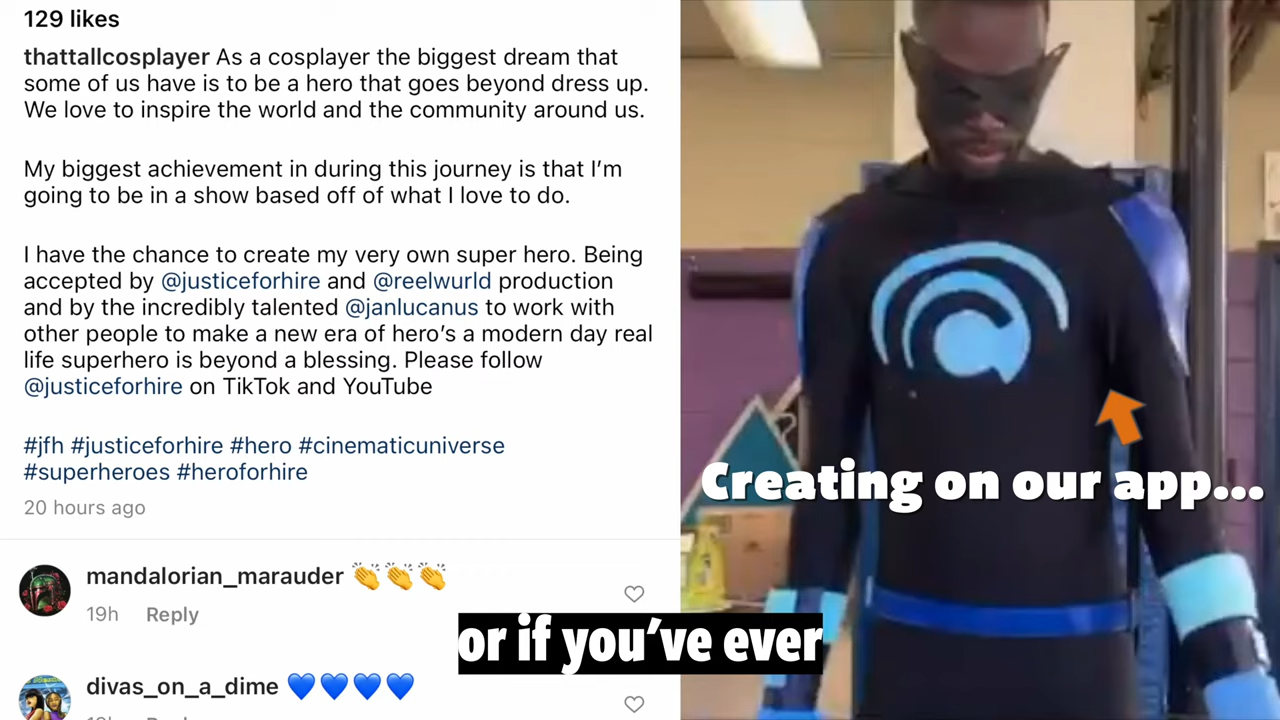 129 likes
thattallcosplayer As a cosplayer the biggest dream that
some of us have is to be a hero that goes beyond dress up.
We love to inspire the world and the community around us.
My biggest achievement in during this journey is that I'm
going to be in a show based off of what I love to do.
I have the chance to create my very own super hero. Being
accepted by @justiceforhire and @reelwurld production
and by the incredibly talented @janlucanus to work with
other people to make a new era of hero's a modern day real
life superhero is beyond a blessing. Please follow
@justiceforhire on TikTok and YouTube
#jfh #justiceforhire #hero #cinematicuniverse
#superheroes #heroforhire
20 hours ago
mandalorian_marauder 👏👏👏
19h Reply
divas_on_a_dime 💙💙💙💙
Creating on our app...
or if you've ever